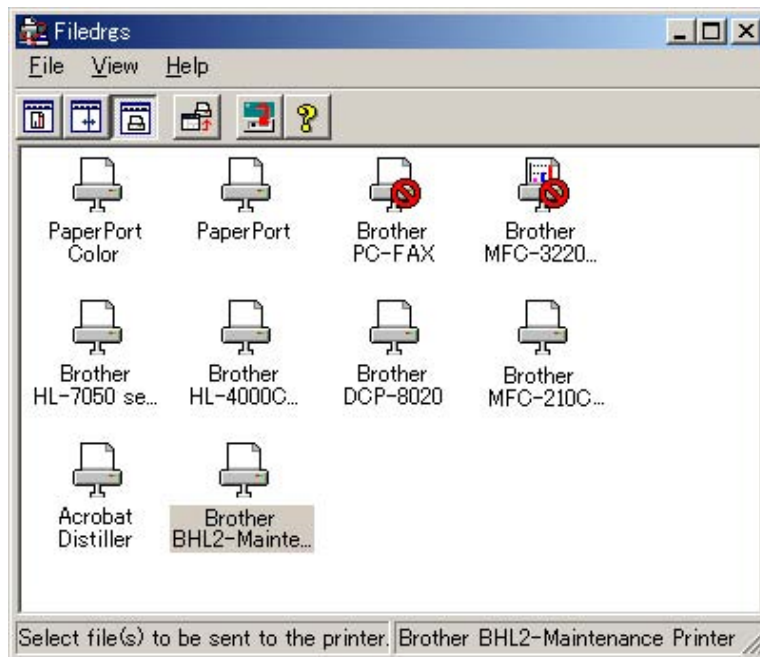 Filedrgs
File View Help
PaperPort Color
PaperPort
Brother PC-FAX
Brother MFC-3220...
Brother HL-7050 se...
Brother HL-4000C...
Brother DCP-8020
Brother MFC-210C...
Acrobat Distiller
Brother BHL2-Mainte...
Select file(s) to be sent to the printer. Brother BHL2-Maintenance Printer